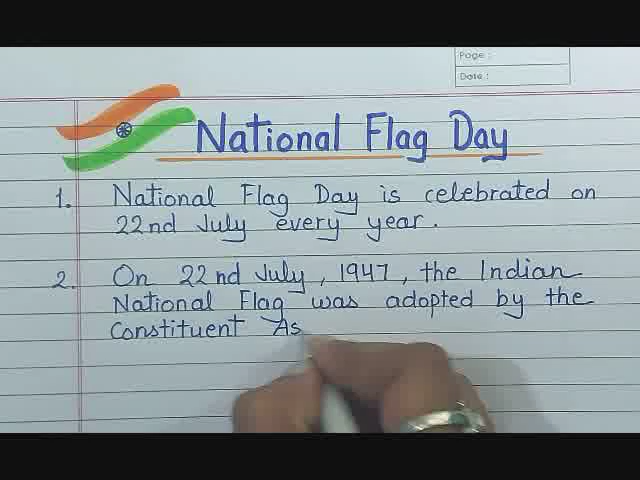 Page :
Date :
National Flag Day
1. National Flag Day is celebrated on
22nd July every year.
2. On 22nd July, 1947, the Indian
National Flag was adopted by the
Constituent As